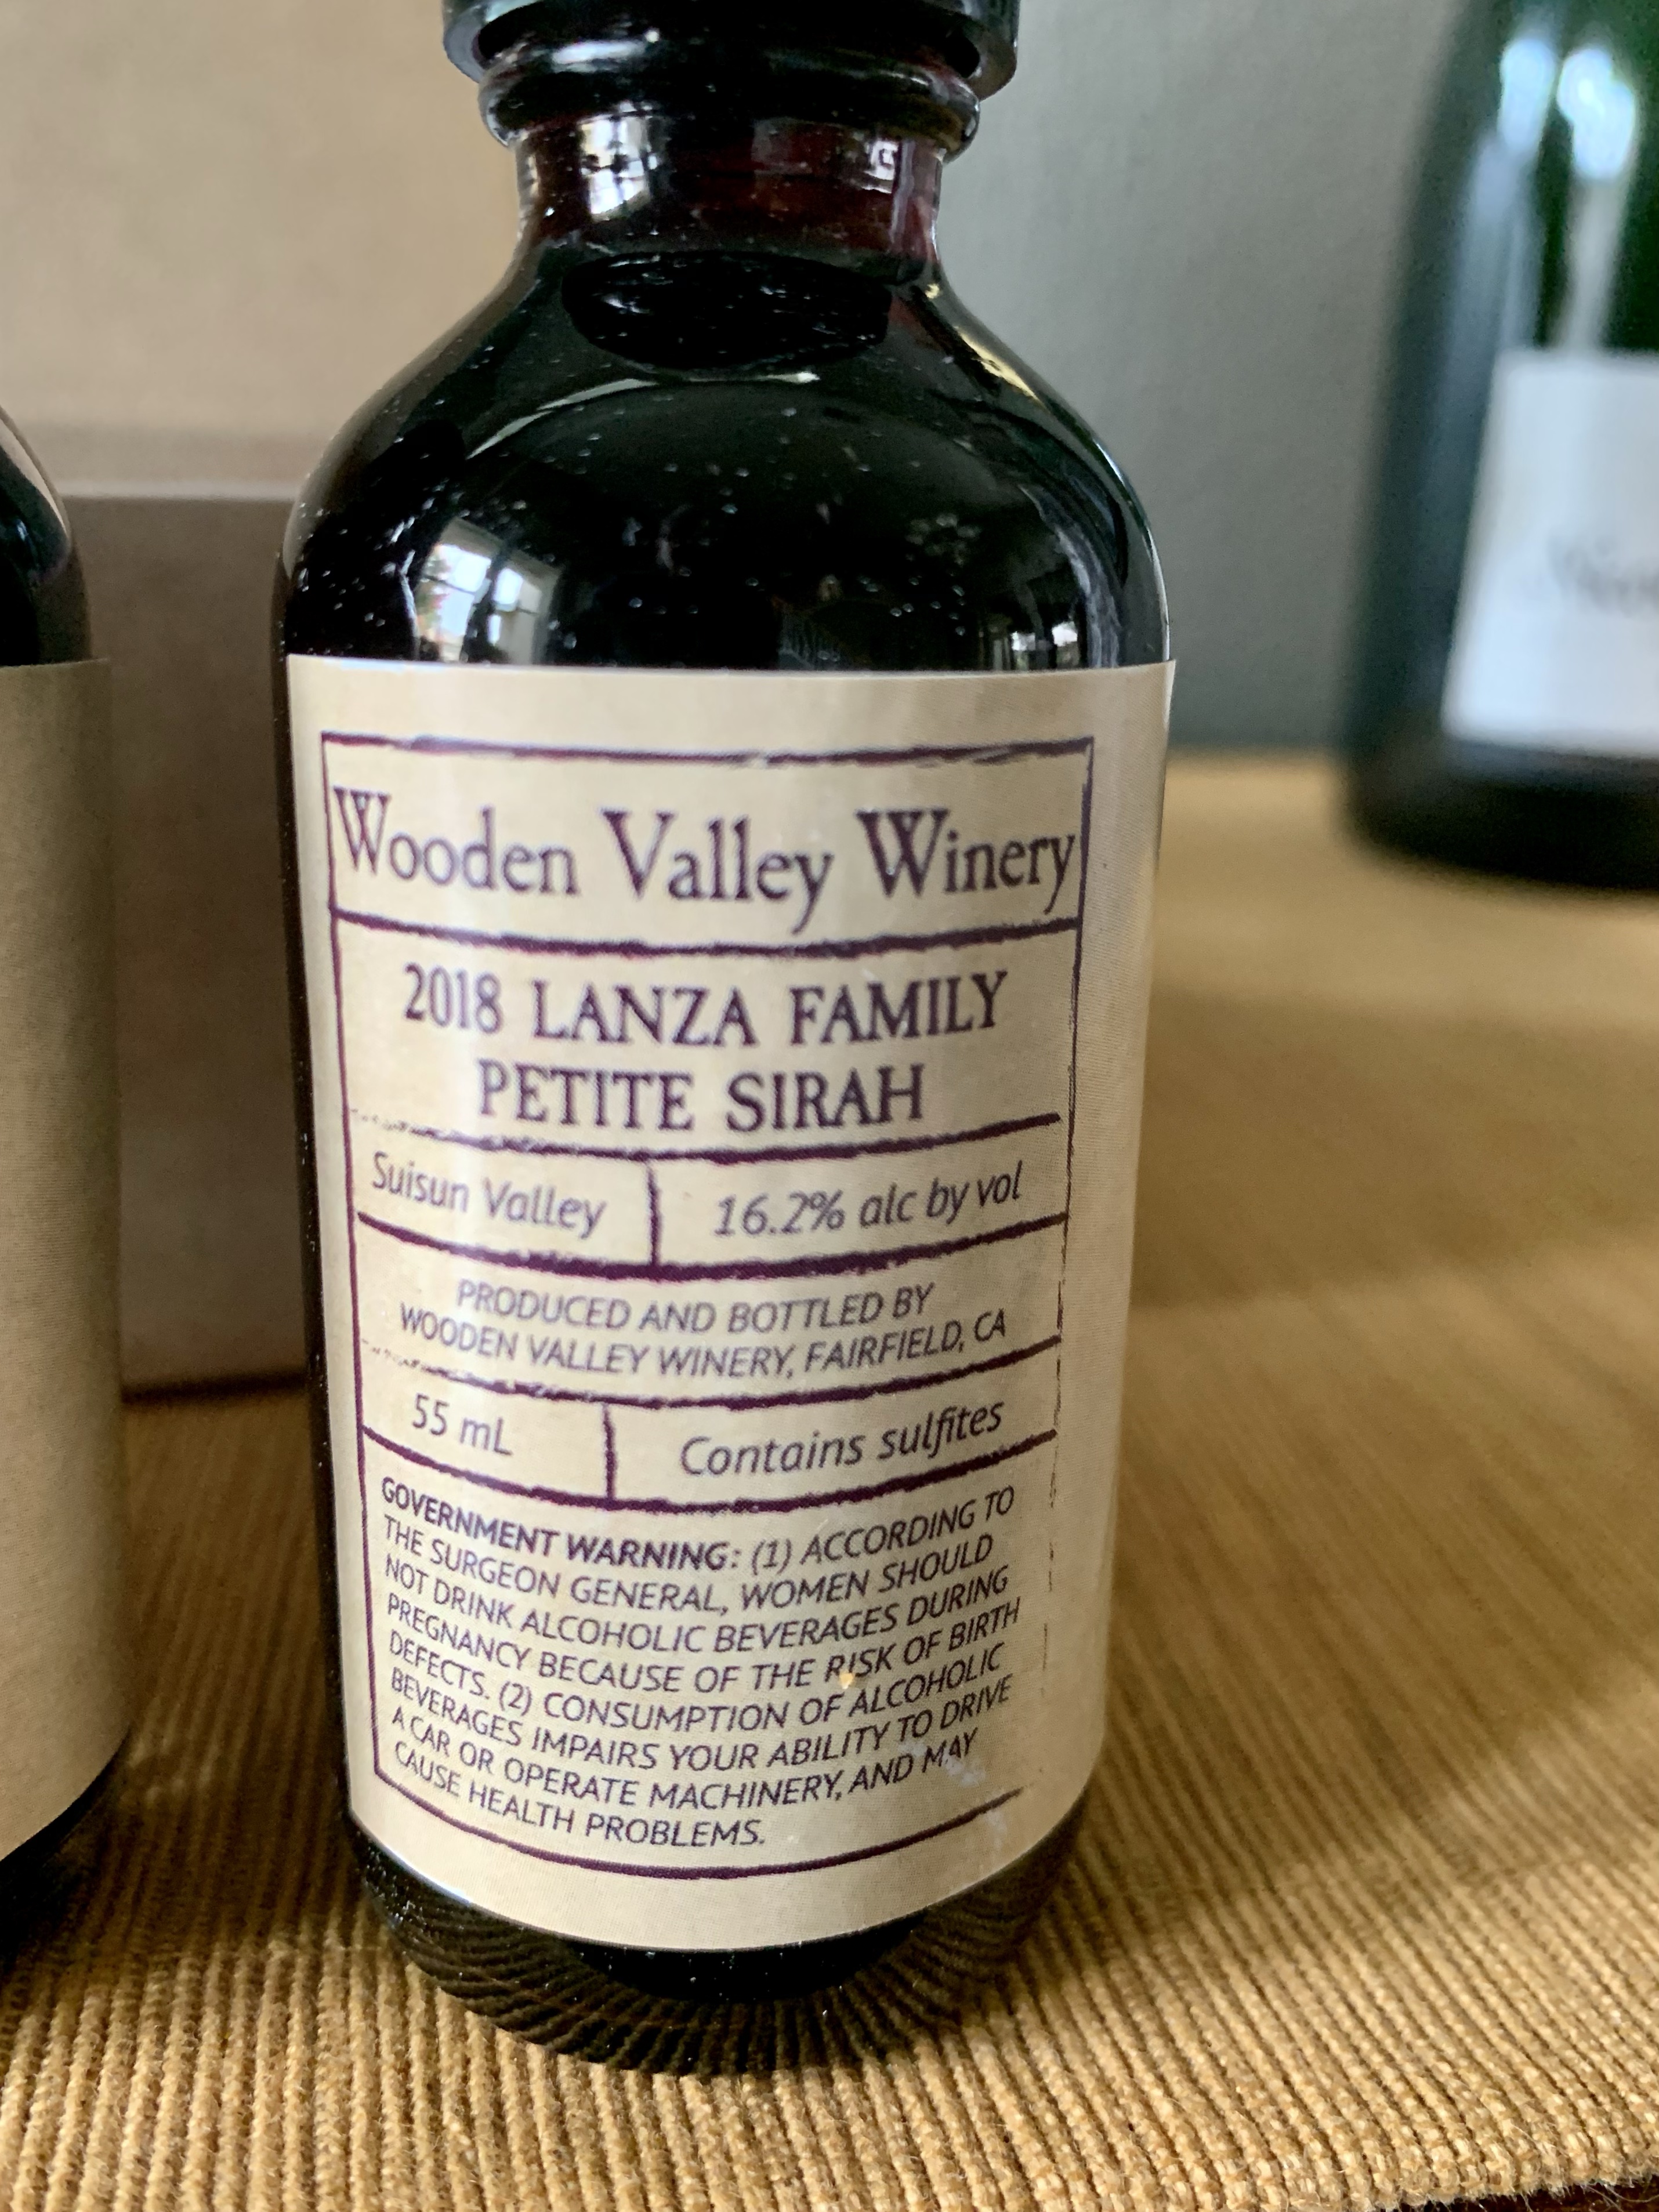 Wooden Valley Winery
2018 LANZA FAMILY
PETITE SIRAH
Suisun Valley
16.2% alc by vol
PRODUCED AND BOTTLED BY
WOODEN VALLEY WINERY, FAIRFIELD, CA
55 mL
Contains sulfites
GOVERNMENT WARNING: (1) ACCORDING TO
THE SURGEON GENERAL, WOMEN SHOULD
NOT DRINK ALCOHOLIC BEVERAGES DURING
PREGNANCY BECAUSE OF THE RISK OF BIRTH
DEFECTS. (2) CONSUMPTION OF ALCOHOLIC
BEVERAGES IMPAIRS YOUR ABILITY TO DRIVE
A CAR OR OPERATE MACHINERY, AND MAY
CAUSE HEALTH PROBLEMS.